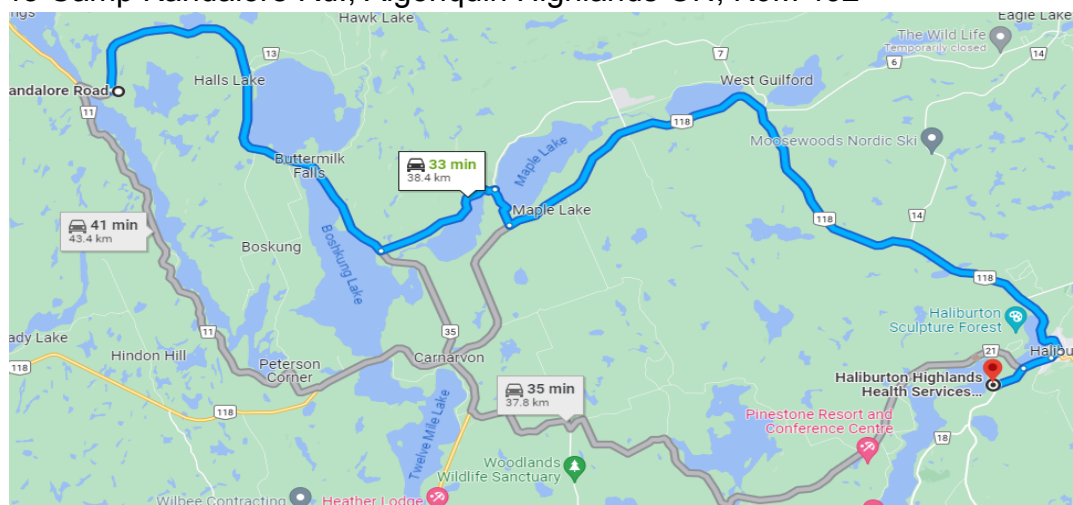 Hawk Lake
Eagle Lake
The Wild Life
Temporarily closed
13
7
14
6
Halls Lake
West Guilford
andalore Road
11
118
Moosewoods Nordic Ski
Buttermilk
Falls
33 min
38.4 km
Maple Lake
Maple Lake
41 min
43.4 km
14
118
Boskung
Boshkung Lake
118
Haliburton
Sculpture Forest
35
11
ady Lake
Hindon Hill
Peterson
Corner
Carnarvon
21
Halibu
118
Haliburton Highlands
Health Services...
35 min
37.8 km
118
Twelve Mile Lake
Pinestone Resort and
Conference Centre
18
Woodlands
Wildlife Sanctuary
Wilbee Contracting
Heather Lodge